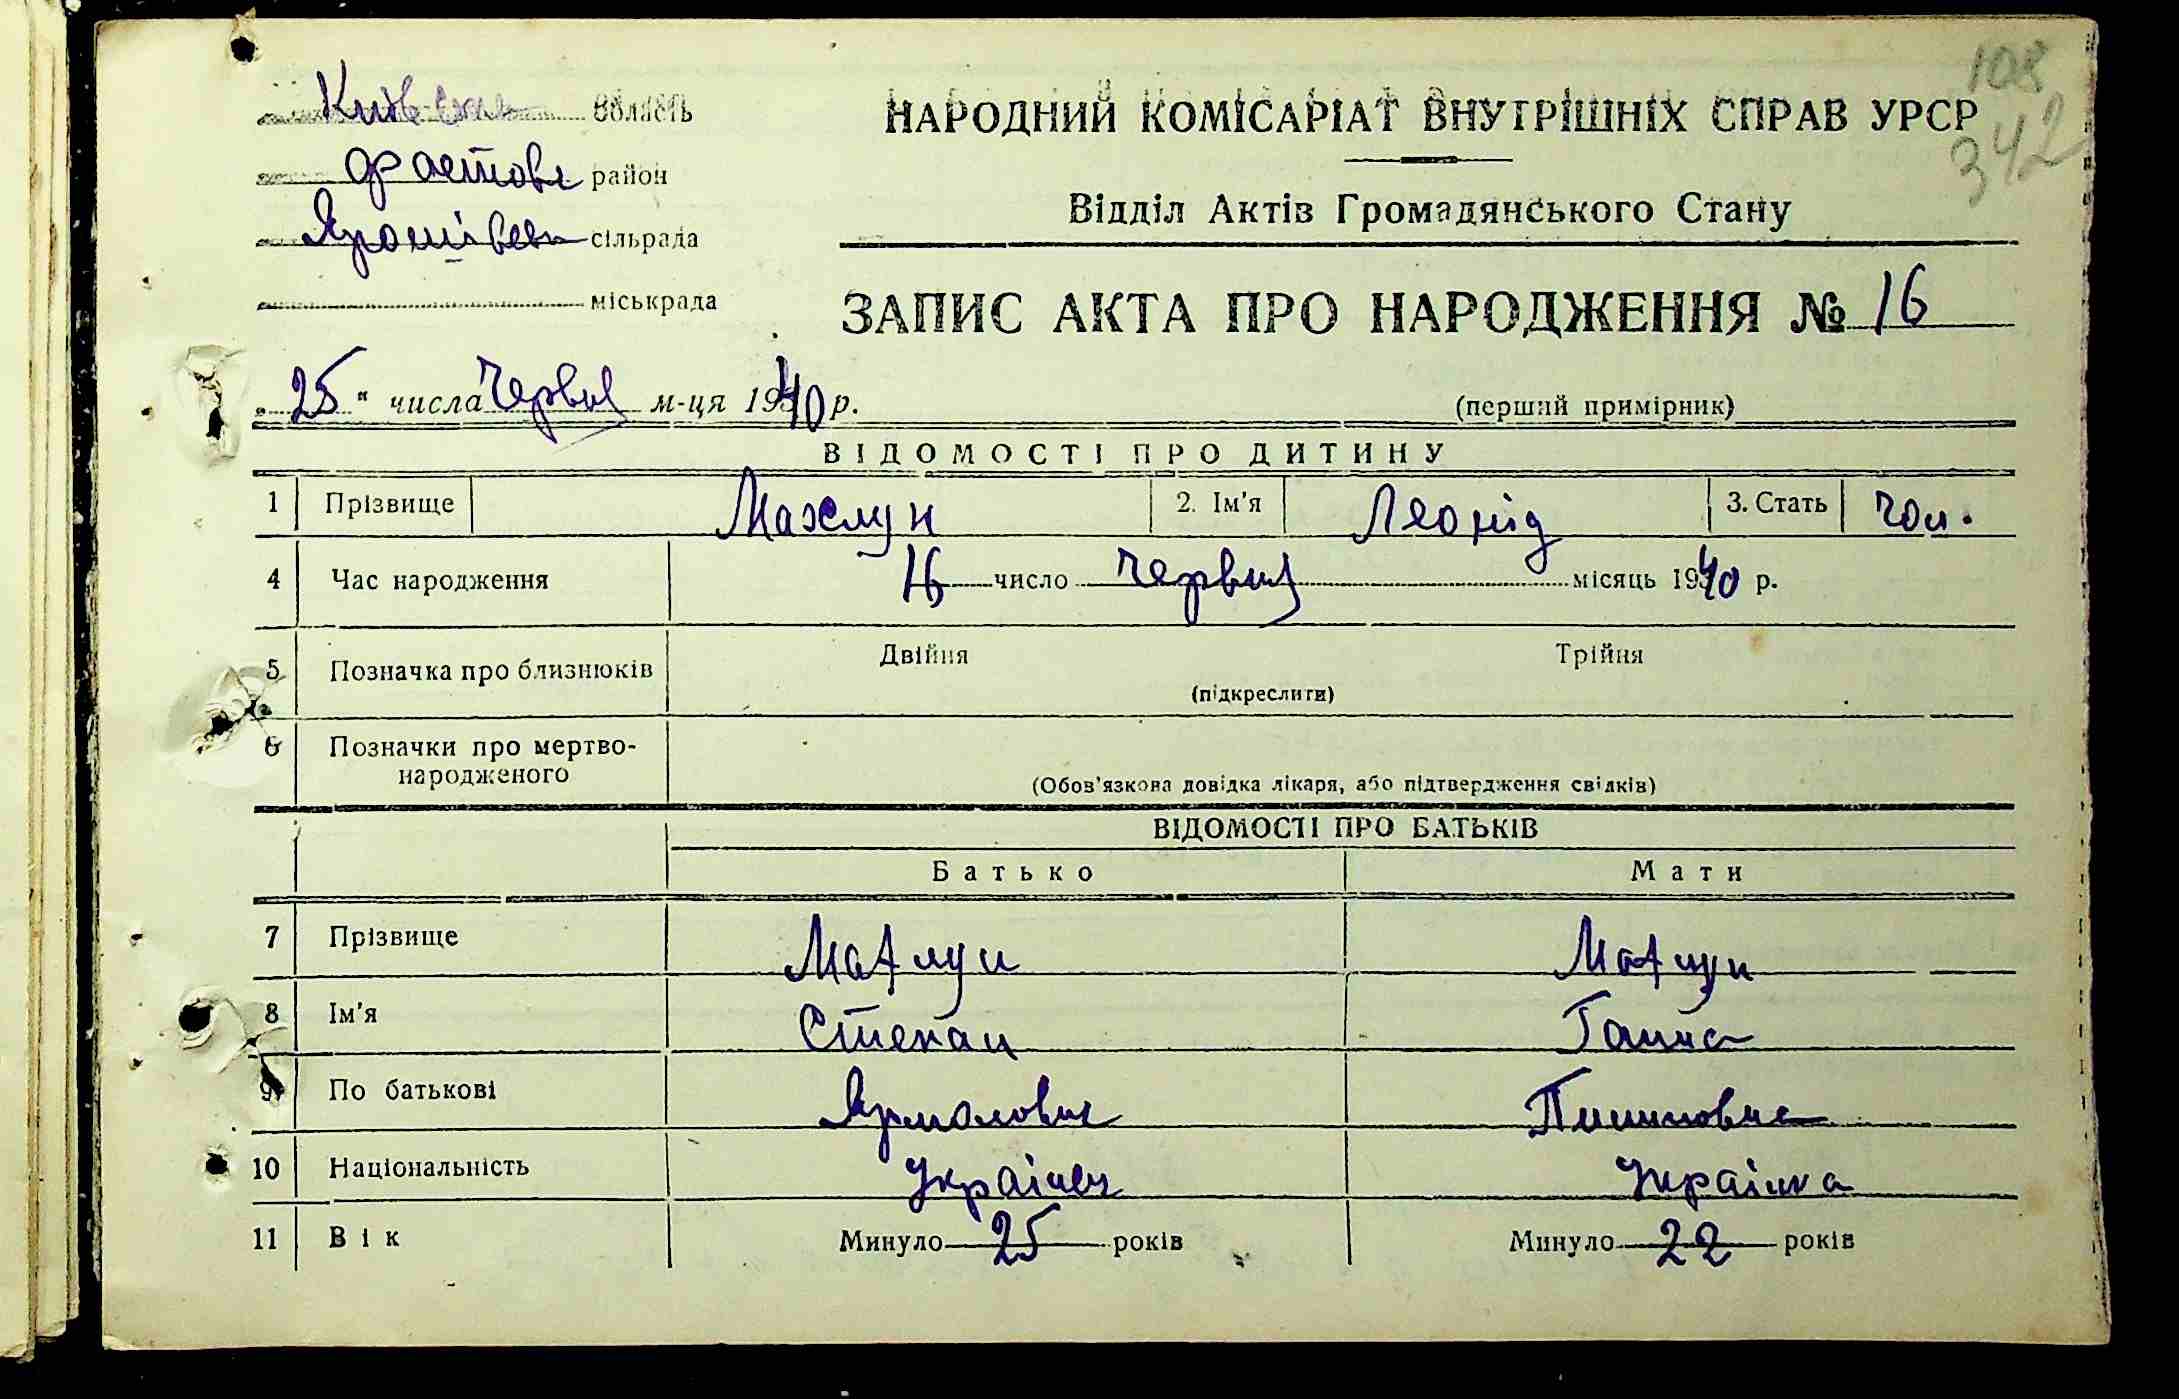 108
342
Київська область
Фастовс район
Ярошівська сільрада
міськрада
НАРОДНИЙ КОМІСАРІАТ ВНУТРІШНІХ СПРАВ УРСР
Відділ Актів Громадянського Стану
ЗАПИС АКТА ПРО НАРОДЖЕННЯ № 16
„25“ числа Червня м-ця 1940 р.
(перший примірник)
ВІДОМОСТІ ПРО ДИТИНУ
1 Прізвище 2. Ім'я Леонід 3. Стать чол.
4 Час народження 16 число Червня місяць 1940 р.
5 Позначка про близнюків Двійня Трійня
(підкреслити)
6 Позначки про мертво-
народженого
(Обов'язкова довідка лікаря, або підтвердження свідків)
ВІДОМОСТІ ПРО БАТЬКІВ
Батько Мати
7 Прізвище
8 Ім'я Степан Ганна
9 По батькові Ярмолович
10 Національність Українец Українка
11 Вік Минуло 25 років Минуло 22 років